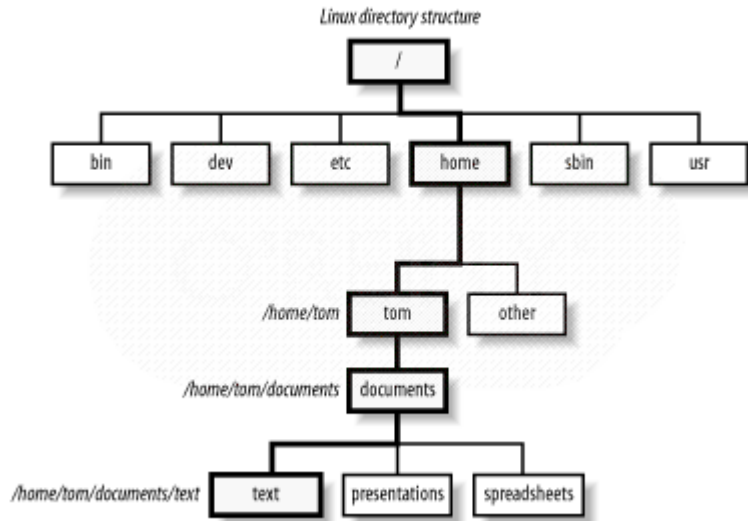 Linux directory structure
/
bin dev etc home sbin usr
/home/tom tom other
/home/tom/documents documents
/home/tom/documents/text text presentations spreadsheets